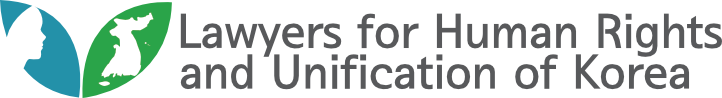 Lawyers for Human Rights
and Unification of Korea